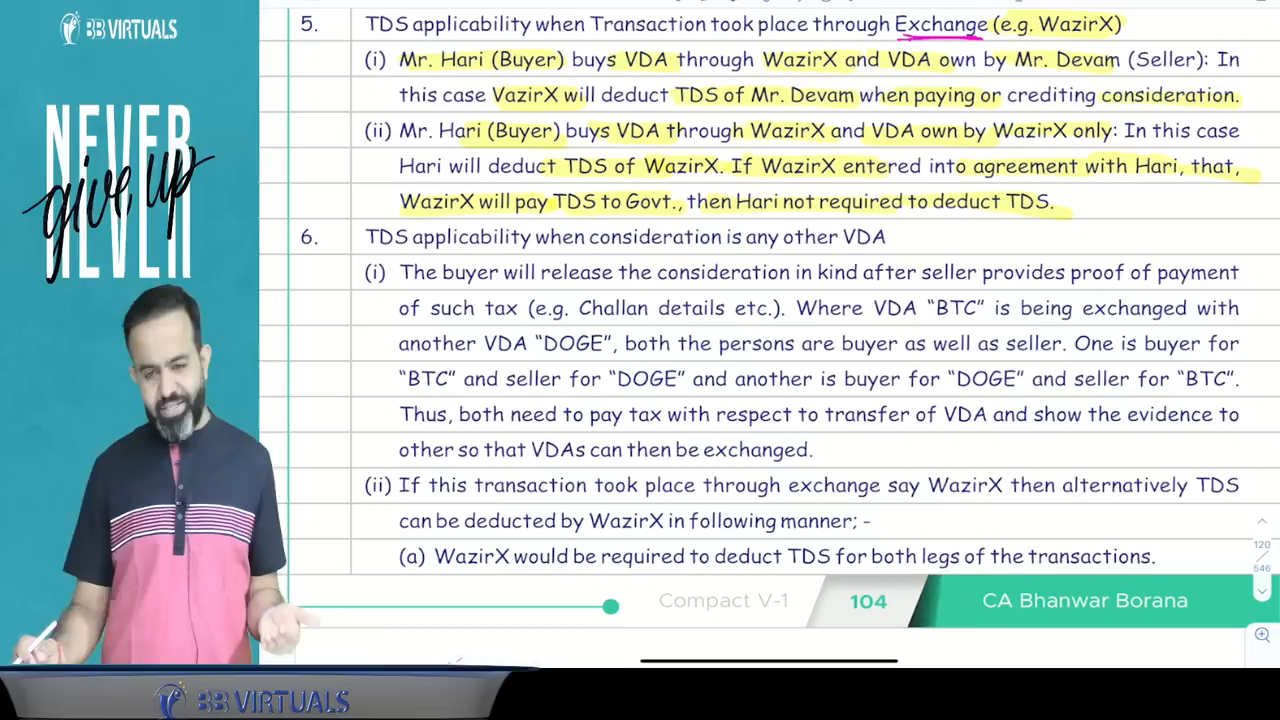 BB VIRTUALS
NEVER
give up
NEVER
5. TDS applicability when Transaction took place through Exchange (e.g. WazirX)
(i) Mr. Hari (Buyer) buys VDA through WazirX and VDA own by Mr. Devam (Seller): In
this case VazirX will deduct TDS of Mr. Devam when paying or crediting consideration.
(ii) Mr. Hari (Buyer) buys VDA through WazirX and VDA own by WazirX only: In this case
Hari will deduct TDS of WazirX. If WazirX entered into agreement with Hari, that,
WazirX will pay TDS to Govt., then Hari not required to deduct TDS.
6. TDS applicability when consideration is any other VDA
(i) The buyer will release the consideration in kind after seller provides proof of payment
of such tax (e.g. Challan details etc.). Where VDA “BTC” is being exchanged with
another VDA “DOGE”, both the persons are buyer as well as seller. One is buyer for
“BTC” and seller for “DOGE” and another is buyer for “DOGE” and seller for “BTC”.
Thus, both need to pay tax with respect to transfer of VDA and show the evidence to
other so that VDAs can then be exchanged.
(ii) If this transaction took place through exchange say WazirX then alternatively TDS
can be deducted by WazirX in following manner; -
(a) WazirX would be required to deduct TDS for both legs of the transactions.
120
546
Compact V-1 104 CA Bhanwar Borana
BB VIRTUALS